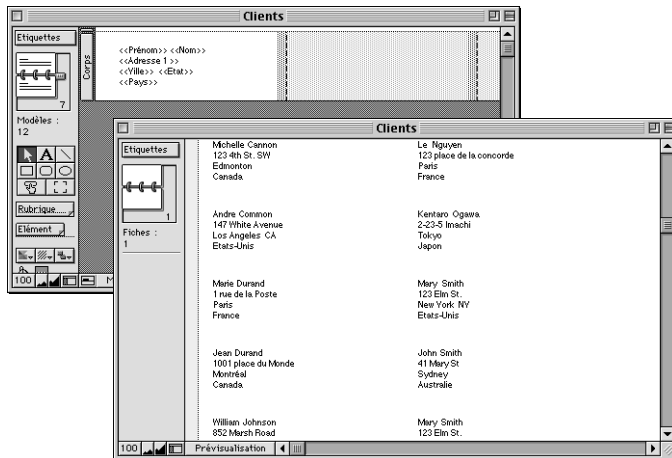 Clients
Etiquettes
7
Modèles :
12
A
Rubrique...
Elément
100
Corps
<<Prénom>> <<Nom>>
<<Adresse 1 >>
<<Ville>> <<Etat>>
<<Pays>>
Clients
Etiquettes
1
Fiches :
1
Michelle Cannon
123 4th St. SW
Edmonton
Canada
Le Nguyen
123 place de la concorde
Paris
France
Andre Common
147 White Avenue
Los Angeles CA
Etats-Unis
Kentaro Ogawa
2-23-5 Imachi
Tokyo
Japon
Marie Durand
1 rue de la Poste
Paris
France
Mary Smith
123 Elm St.
New York NY
Etats-Unis
Jean Durand
1001 place du Monde
Montréal
Canada
John Smith
41 Mary St
Sydney
Australie
William Johnson
852 Marsh Road
Mary Smith
123 Elm St.
100
Prévisualisation